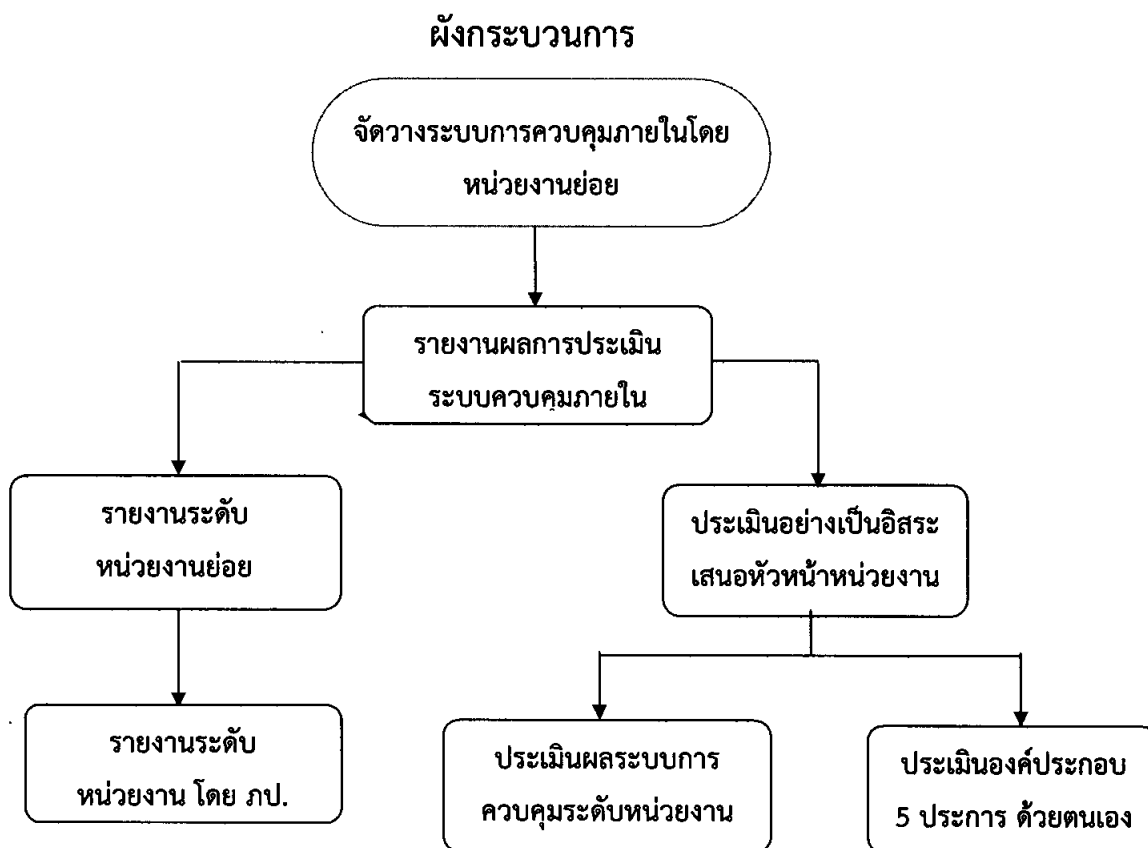 ผังกระบวนการ
จัดวางระบบการควบคุมภายในโดย
หน่วยงานย่อย
รายงานผลการประเมิน
ระบบควบคุมภายใน
รายงานระดับ
หน่วยงานย่อย
ประเมินอย่างเป็นอิสระ
เสนอหัวหน้าหน่วยงาน
รายงานระดับ
หน่วยงาน โดย ภป.
ประเมินผลระบบการ
ควบคุมระดับหน่วยงาน
ประเมินองค์ประกอบ
5 ประการ ด้วยตนเอง